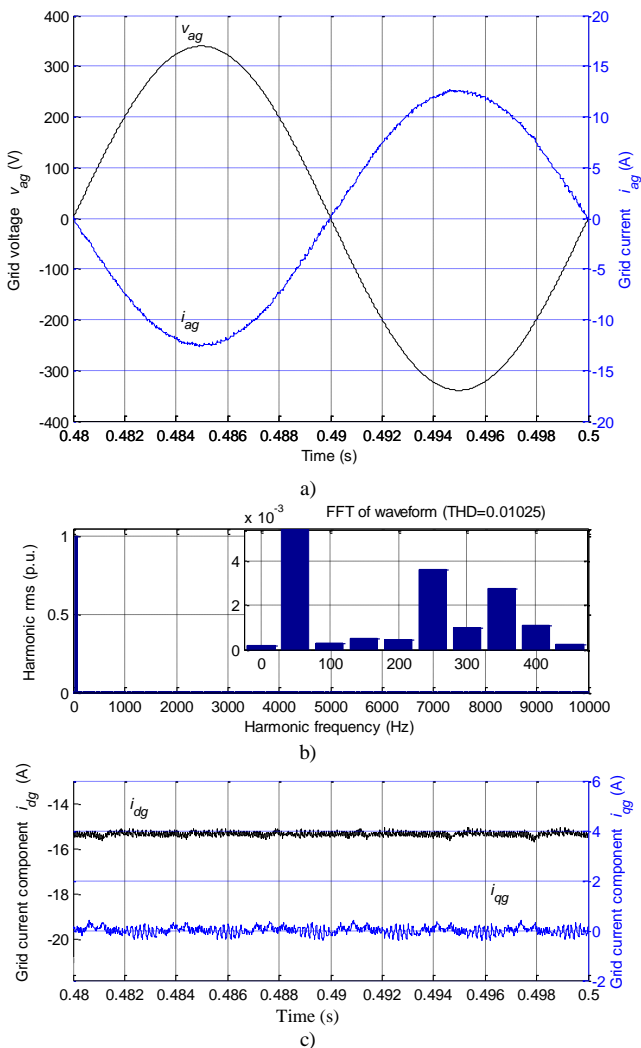 400
300
200
100
0
-100
-200
-300
-400
Grid voltage v_ag (V)
v_ag
i_ag
20
15
10
5
0
-5
-10
-15
-20
Grid current i_ag (A)
0.48 0.482 0.484 0.486 0.488 0.49 0.492 0.494 0.496 0.498 0.5
Time (s)
a)
x 10⁻³
FFT of waveform (THD=0.01025)
4
2
0
0 100 200 300 400
1
0.5
0
Harmonic rms (p.u.)
0 1000 2000 3000 4000 5000 6000 7000 8000 9000 10000
Harmonic frequency (Hz)
b)
-14
-16
-18
-20
Grid current component i_dg (A)
i_dg
i_qg
6
4
2
0
-2
Grid current component i_qg (A)
0.48 0.482 0.484 0.486 0.488 0.49 0.492 0.494 0.496 0.498 0.5
Time (s)
c)